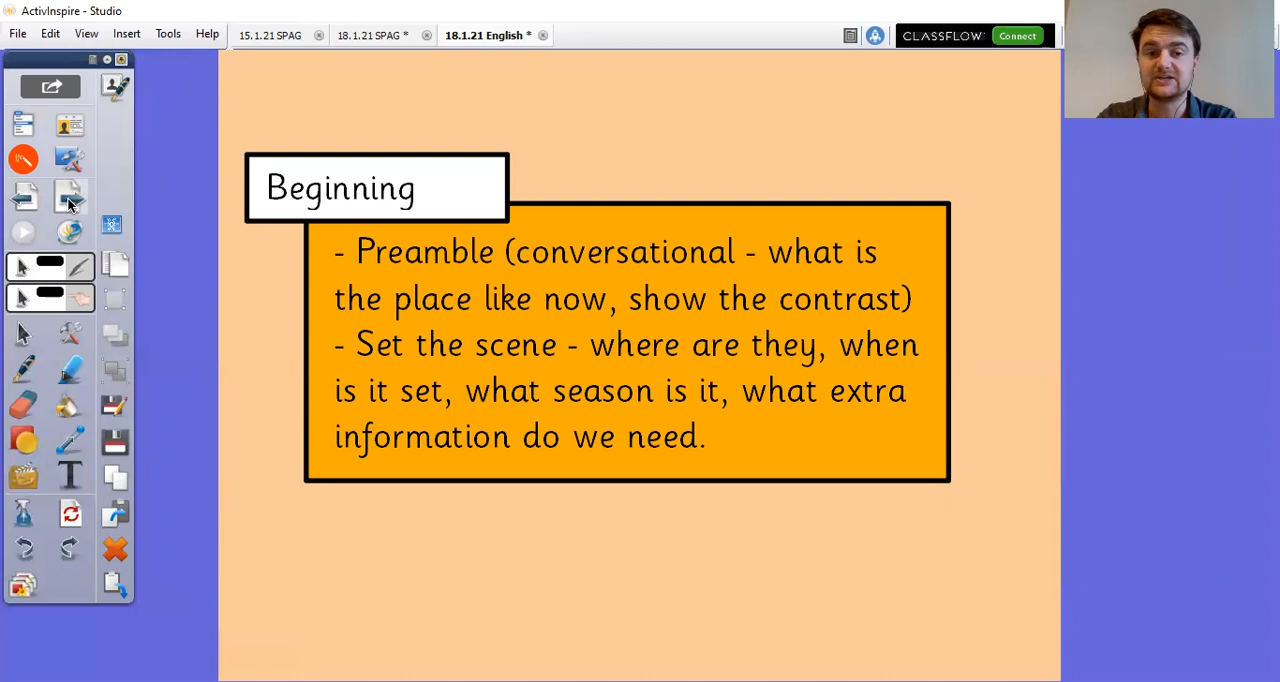 ActivInspire - Studio
File Edit View Insert Tools Help
15.1.21 SPAG 18.1.21 SPAG * 18.1.21 English *
CLASSFLOW Connect
Beginning
- Preamble (conversational - what is
the place like now, show the contrast)
- Set the scene - where are they, when
is it set, what season is it, what extra
information do we need.
T